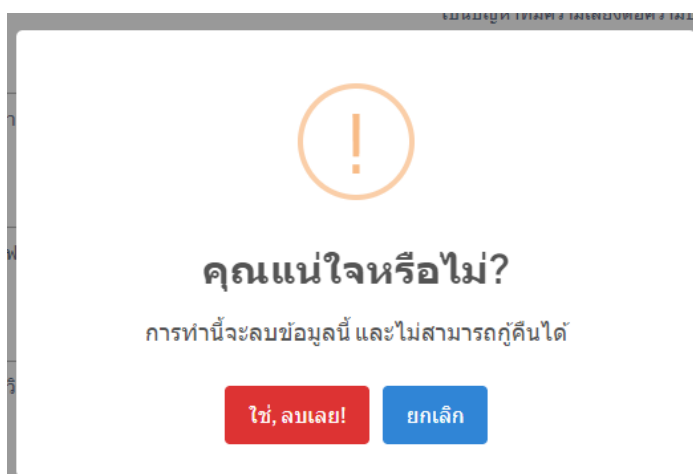 !
คุณแน่ใจหรือไม่?
การทำนี้จะลบข้อมูลนี้ และไม่สามารถกู้คืนได้
ใช่, ลบเลย! ยกเลิก